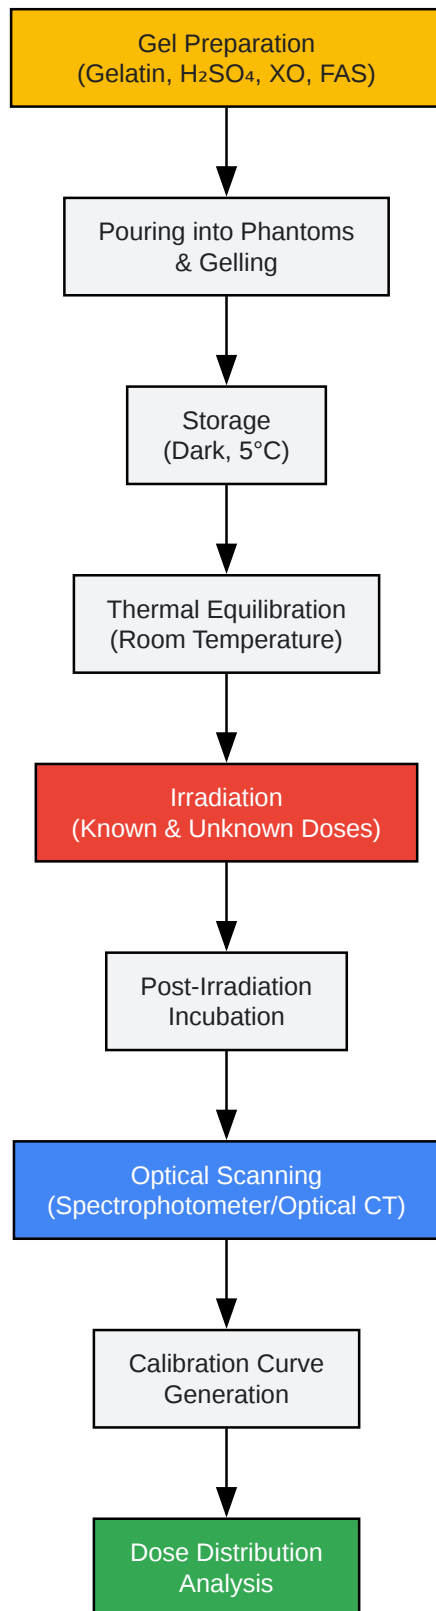 Gel Preparation
(Gelatin, H₂SO₄, XO, FAS)
Pouring into Phantoms
& Gelling
Storage
(Dark, 5°C)
Thermal Equilibration
(Room Temperature)
Irradiation
(Known & Unknown Doses)
Post-Irradiation
Incubation
Optical Scanning
(Spectrophotometer/Optical CT)
Calibration Curve
Generation
Dose Distribution
Analysis